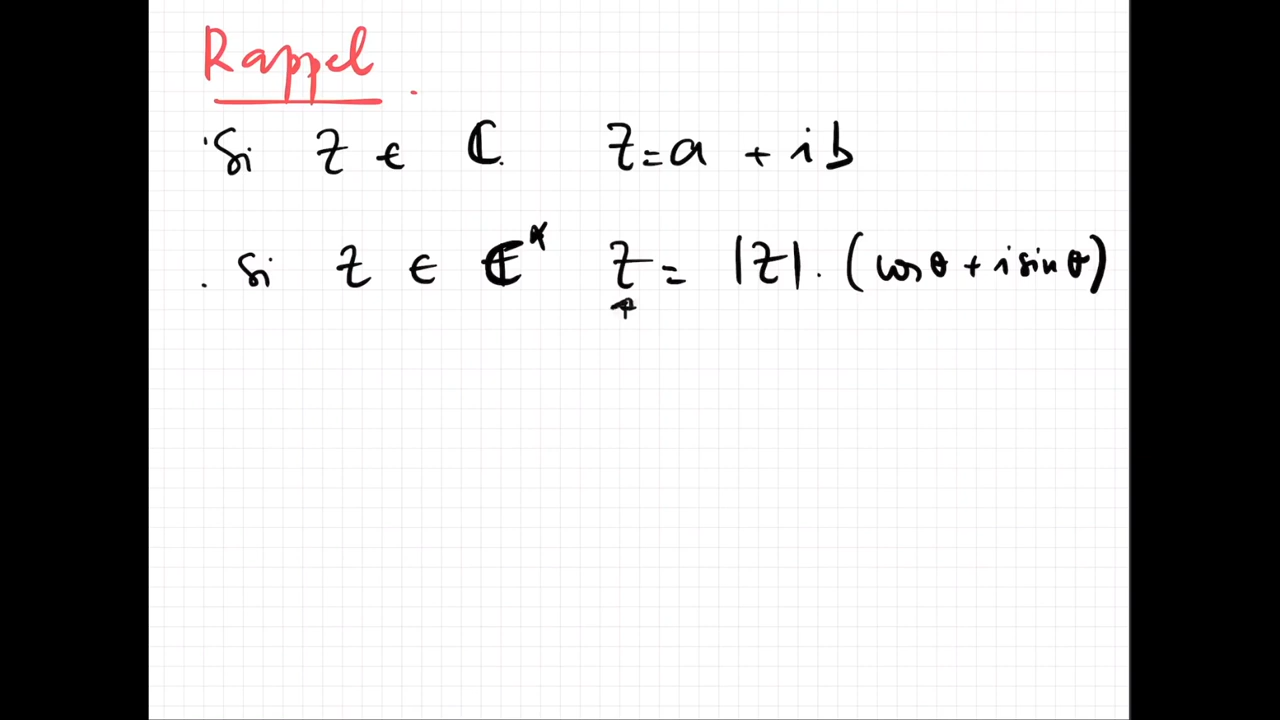 Rappel.
. Si Z ∈ ℂ. Z = a + ib
. Si Z ∈ ℂ* Z = |Z|. (cos θ + i sin θ)